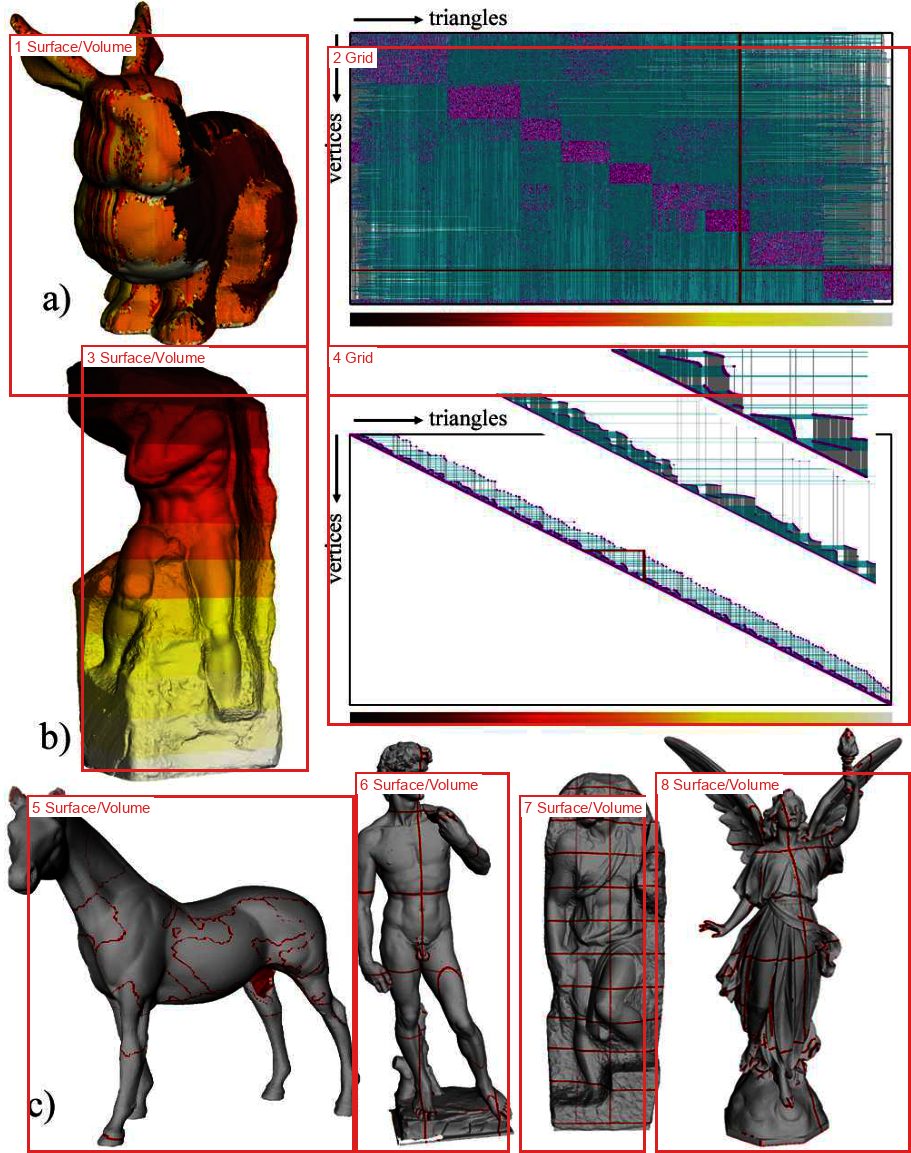 triangles
1 Surface/Volume
2 Grid
vertices
a)
3 Surface/Volume
4 Grid
triangles
vertices
b)
6 Surface/Volume
8 Surface/Volume
5 Surface/Volume
7 Surface/Volume
c)